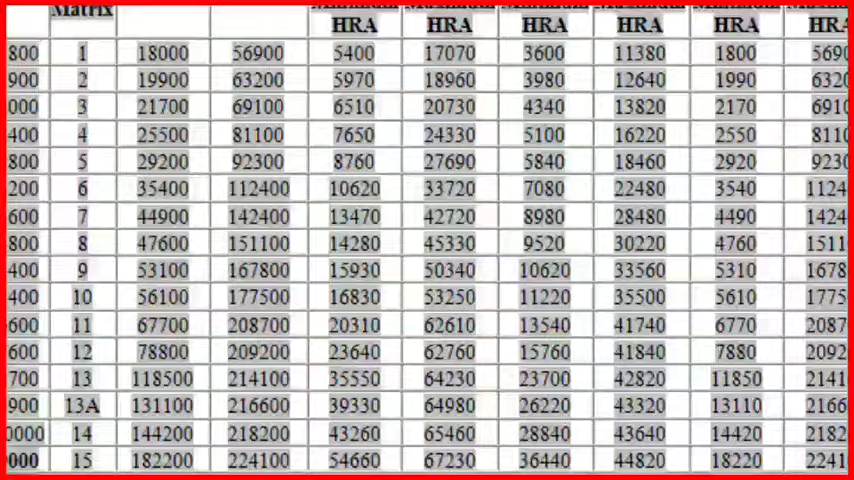 Matrix
HRA HRA HRA HRA HRA HRA
800 1 18000 56900 5400 17070 3600 11380 1800 5690
900 2 19900 63200 5970 18960 3980 12640 1990 6320
000 3 21700 69100 6510 20730 4340 13820 2170 6910
400 4 25500 81100 7650 24330 5100 16220 2550 8110
800 5 29200 92300 8760 27690 5840 18460 2920 9230
200 6 35400 112400 10620 33720 7080 22480 3540 1124
600 7 44900 142400 13470 42720 8980 28480 4490 1424
800 8 47600 151100 14280 45330 9520 30220 4760 1511
400 9 53100 167800 15930 50340 10620 33560 5310 1678
400 10 56100 177500 16830 53250 11220 35500 5610 1775
600 11 67700 208700 20310 62610 13540 41740 6770 2087
600 12 78800 209200 23640 62760 15760 41840 7880 2092
700 13 118500 214100 35550 64230 23700 42820 11850 2141
900 13A 131100 216600 39330 64980 26220 43320 13110 2166
0000 14 144200 218200 43260 65460 28840 43640 14420 2182
000 15 182200 224100 54660 67230 36440 44820 18220 2241